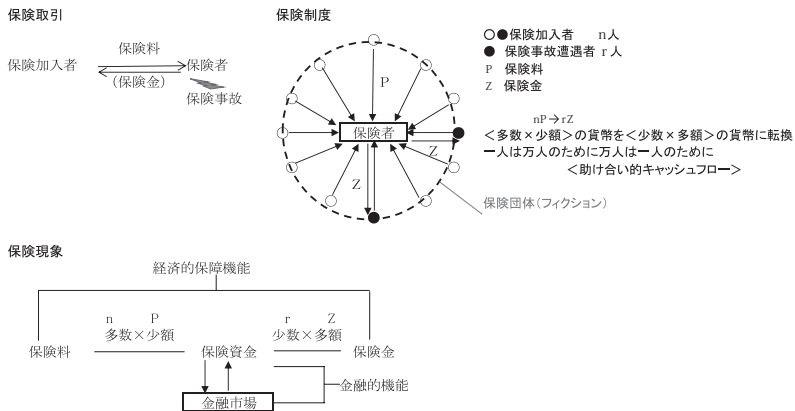 保険取引
保険料
保険加入者
保険者
(保険金)
保険事故
保険制度
P
保険者
Z
Z
○●保険加入者 n人
● 保険事故遭遇者 r人
P 保険料
Z 保険金
nP→rZ
<多数×少額>の貨幣を<少数×多額>の貨幣に転換
一人は万人のために万人は一人のために
<助け合い的キャッシュフロー>
保険団体(フィクション)
保険現象
経済的保障機能
n P
多数×少額
r Z
少数×多額
保険料
保険資金
保険金
金融的機能
金融市場